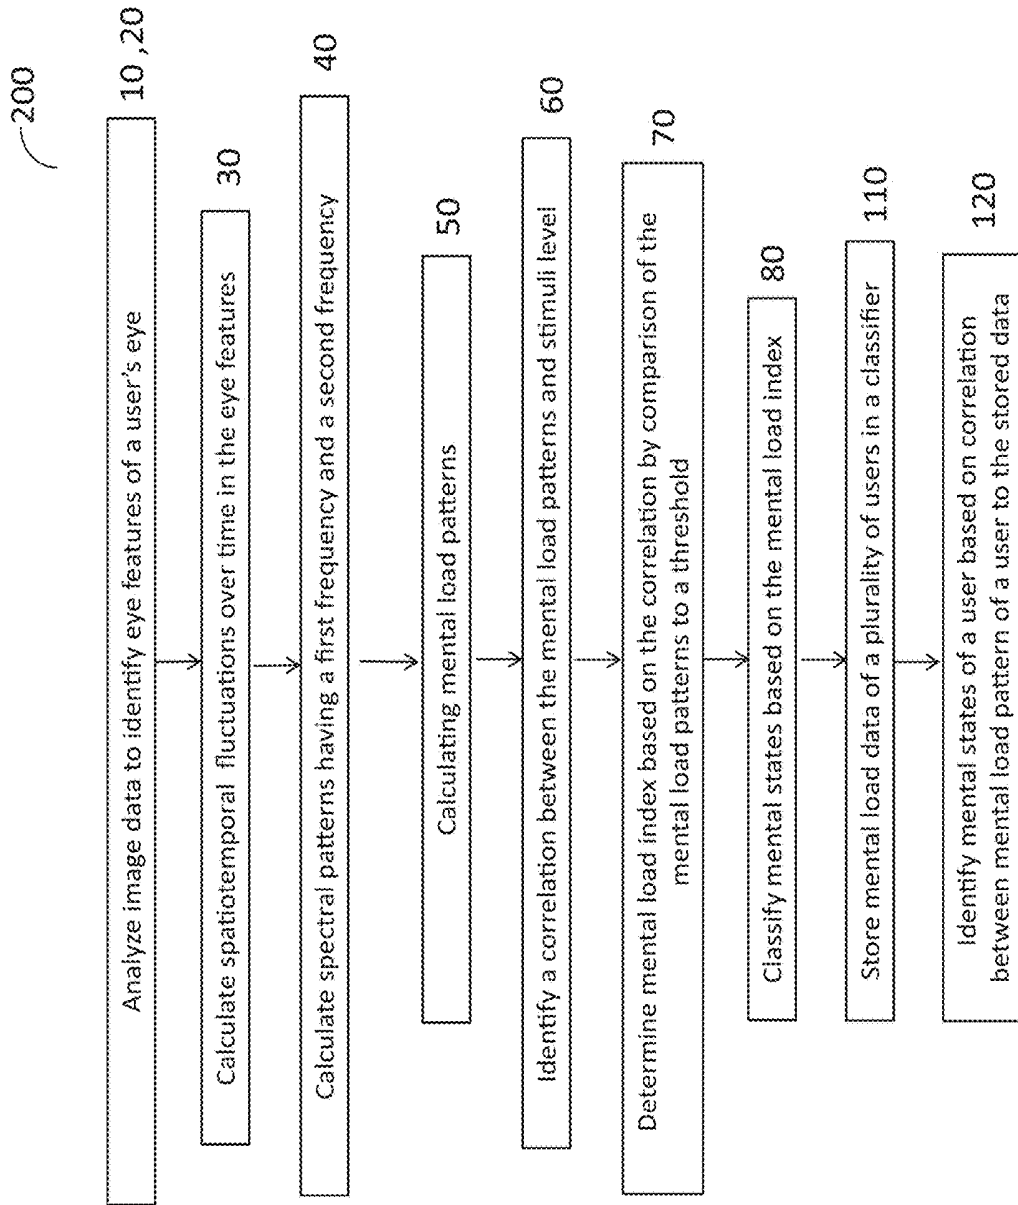 200
Analyze image data to identify eye features of a user's eye
10 ,20
Calculate spatiotemporal fluctuations over time in the eye features
30
Calculate spectral patterns having a first frequency and a second frequency
40
Calculating mental load patterns
50
Identify a correlation between the mental load patterns and stimuli level
60
Determine mental load index based on the correlation by comparison of the
mental load patterns to a threshold
70
Classify mental states based on the mental load index
80
Store mental load data of a plurality of users in a classifier
110
Identify mental states of a user based on correlation
between mental load pattern of a user to the stored data
120